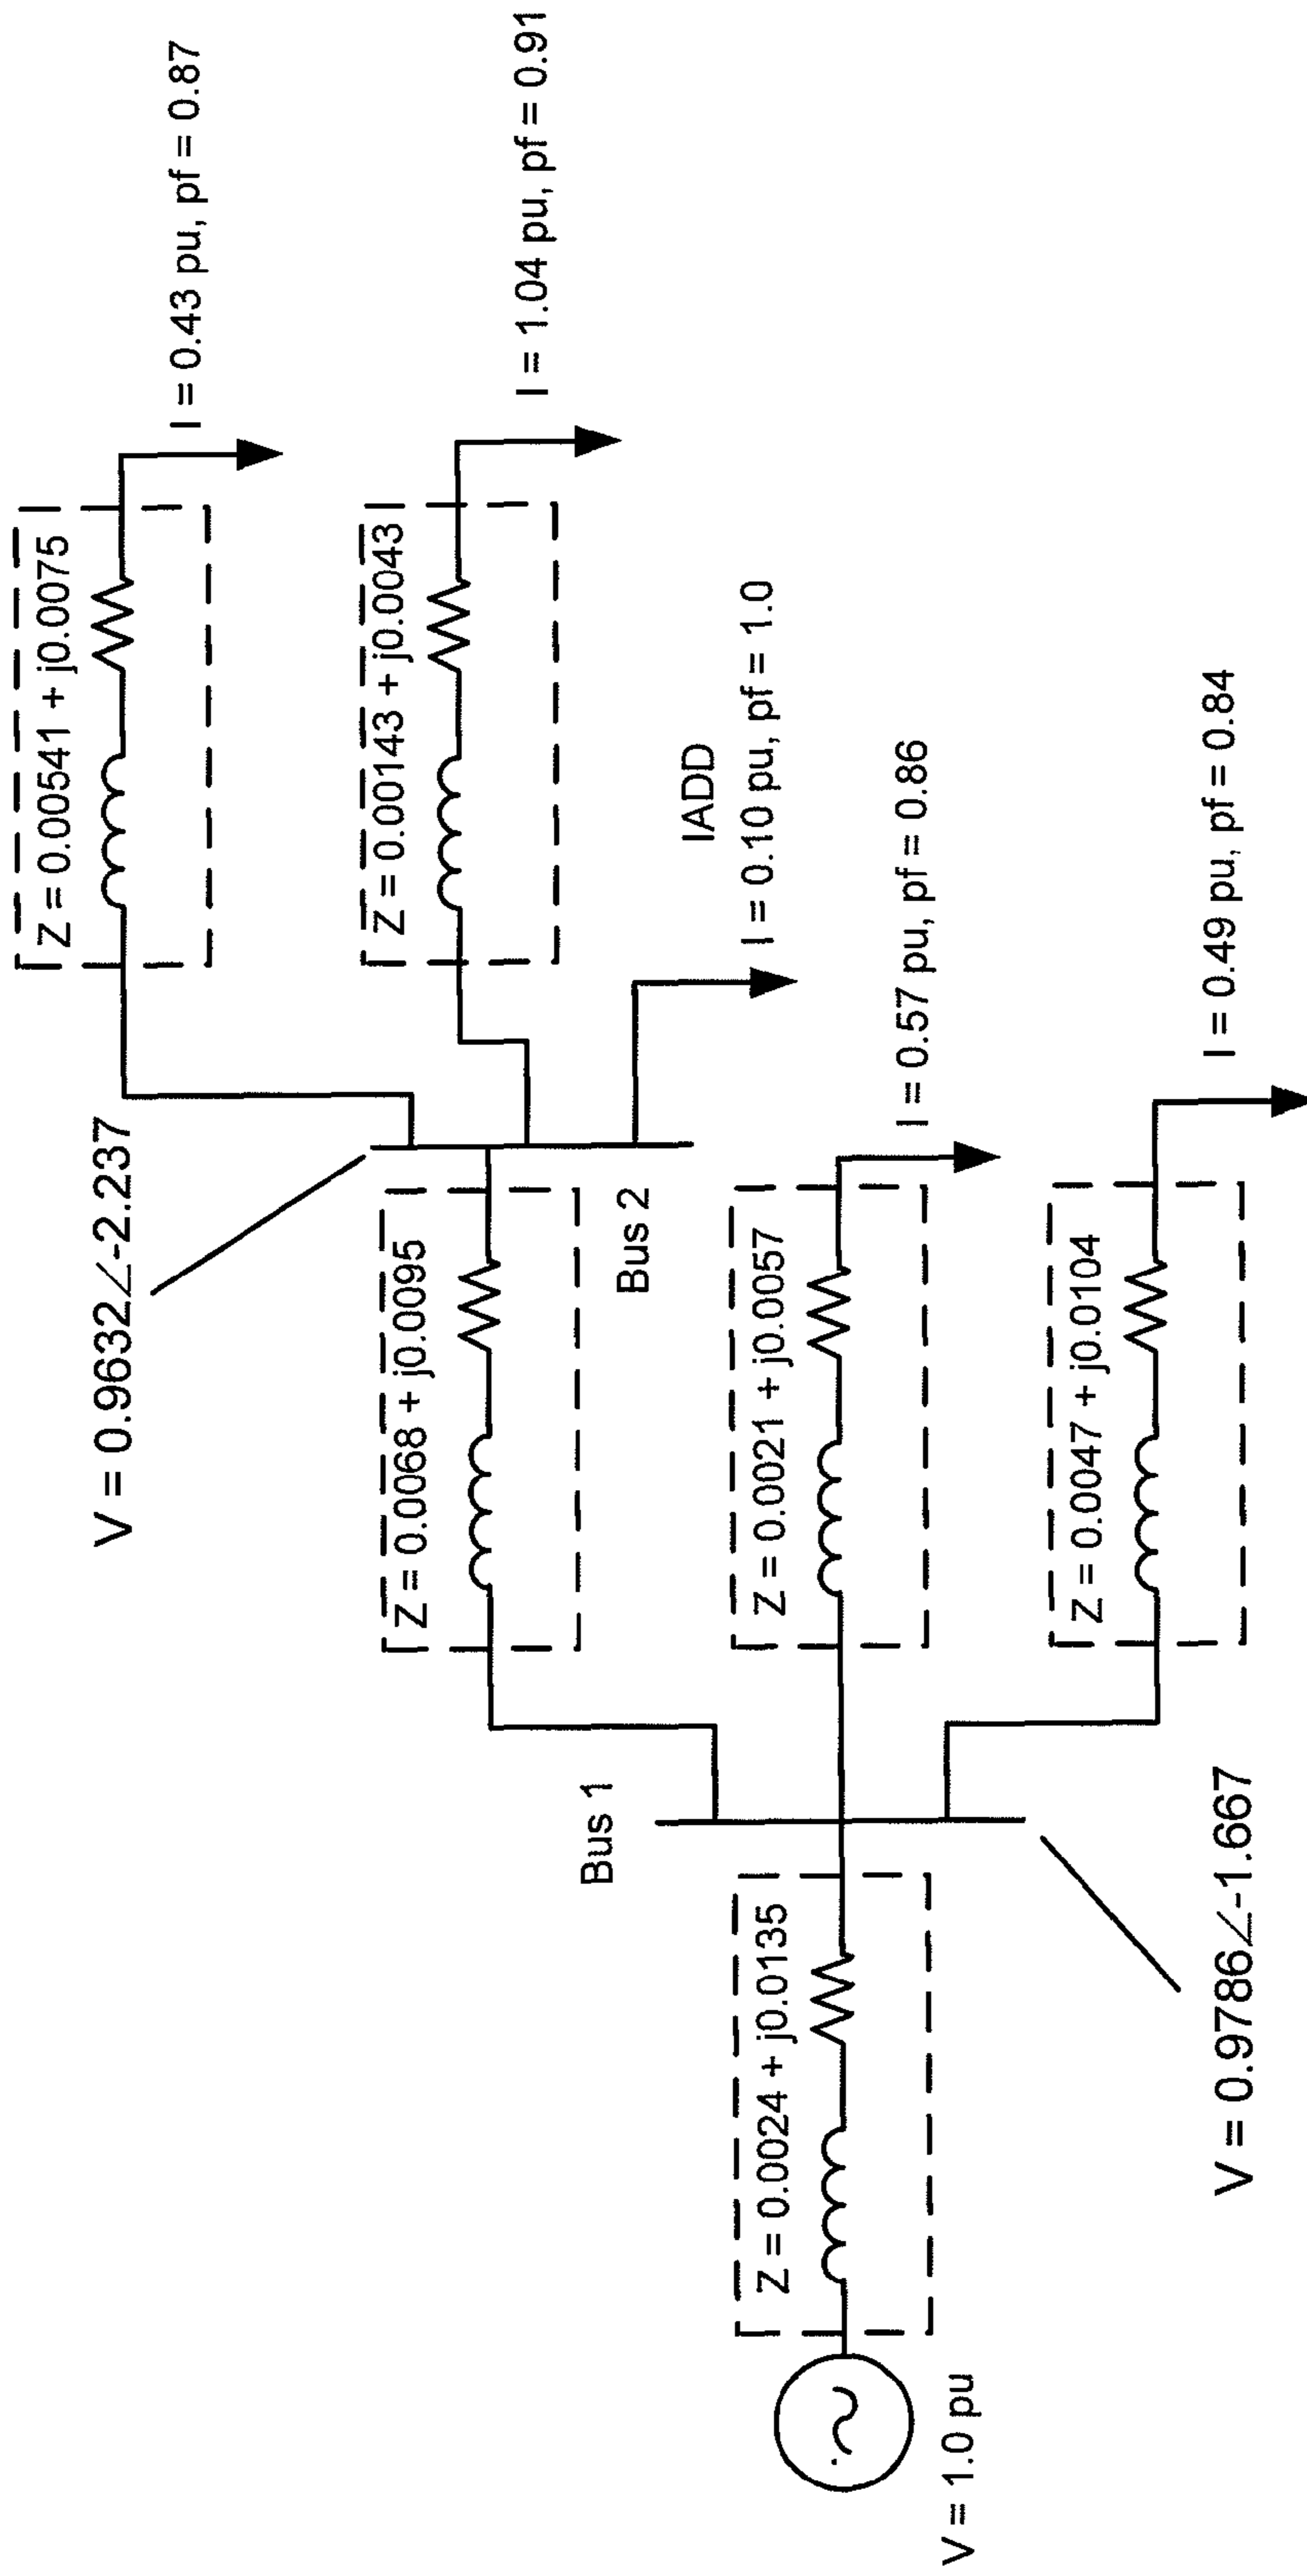 Z = 0.00541 + j0.0075
I = 0.43 pu, pf = 0.87
V = 0.9632∠-2.237
Z = 0.00143 + j0.0043
I = 1.04 pu, pf = 0.91
Z = 0.0068 + j0.0095
Bus 2
IADD
I = 0.10 pu, pf = 1.0
Bus 1
Z = 0.0024 + j0.0135
V = 1.0 pu
Z = 0.0021 + j0.0057
I = 0.57 pu, pf = 0.86
Z = 0.0047 + j0.0104
I = 0.49 pu, pf = 0.84
V = 0.9786∠-1.667